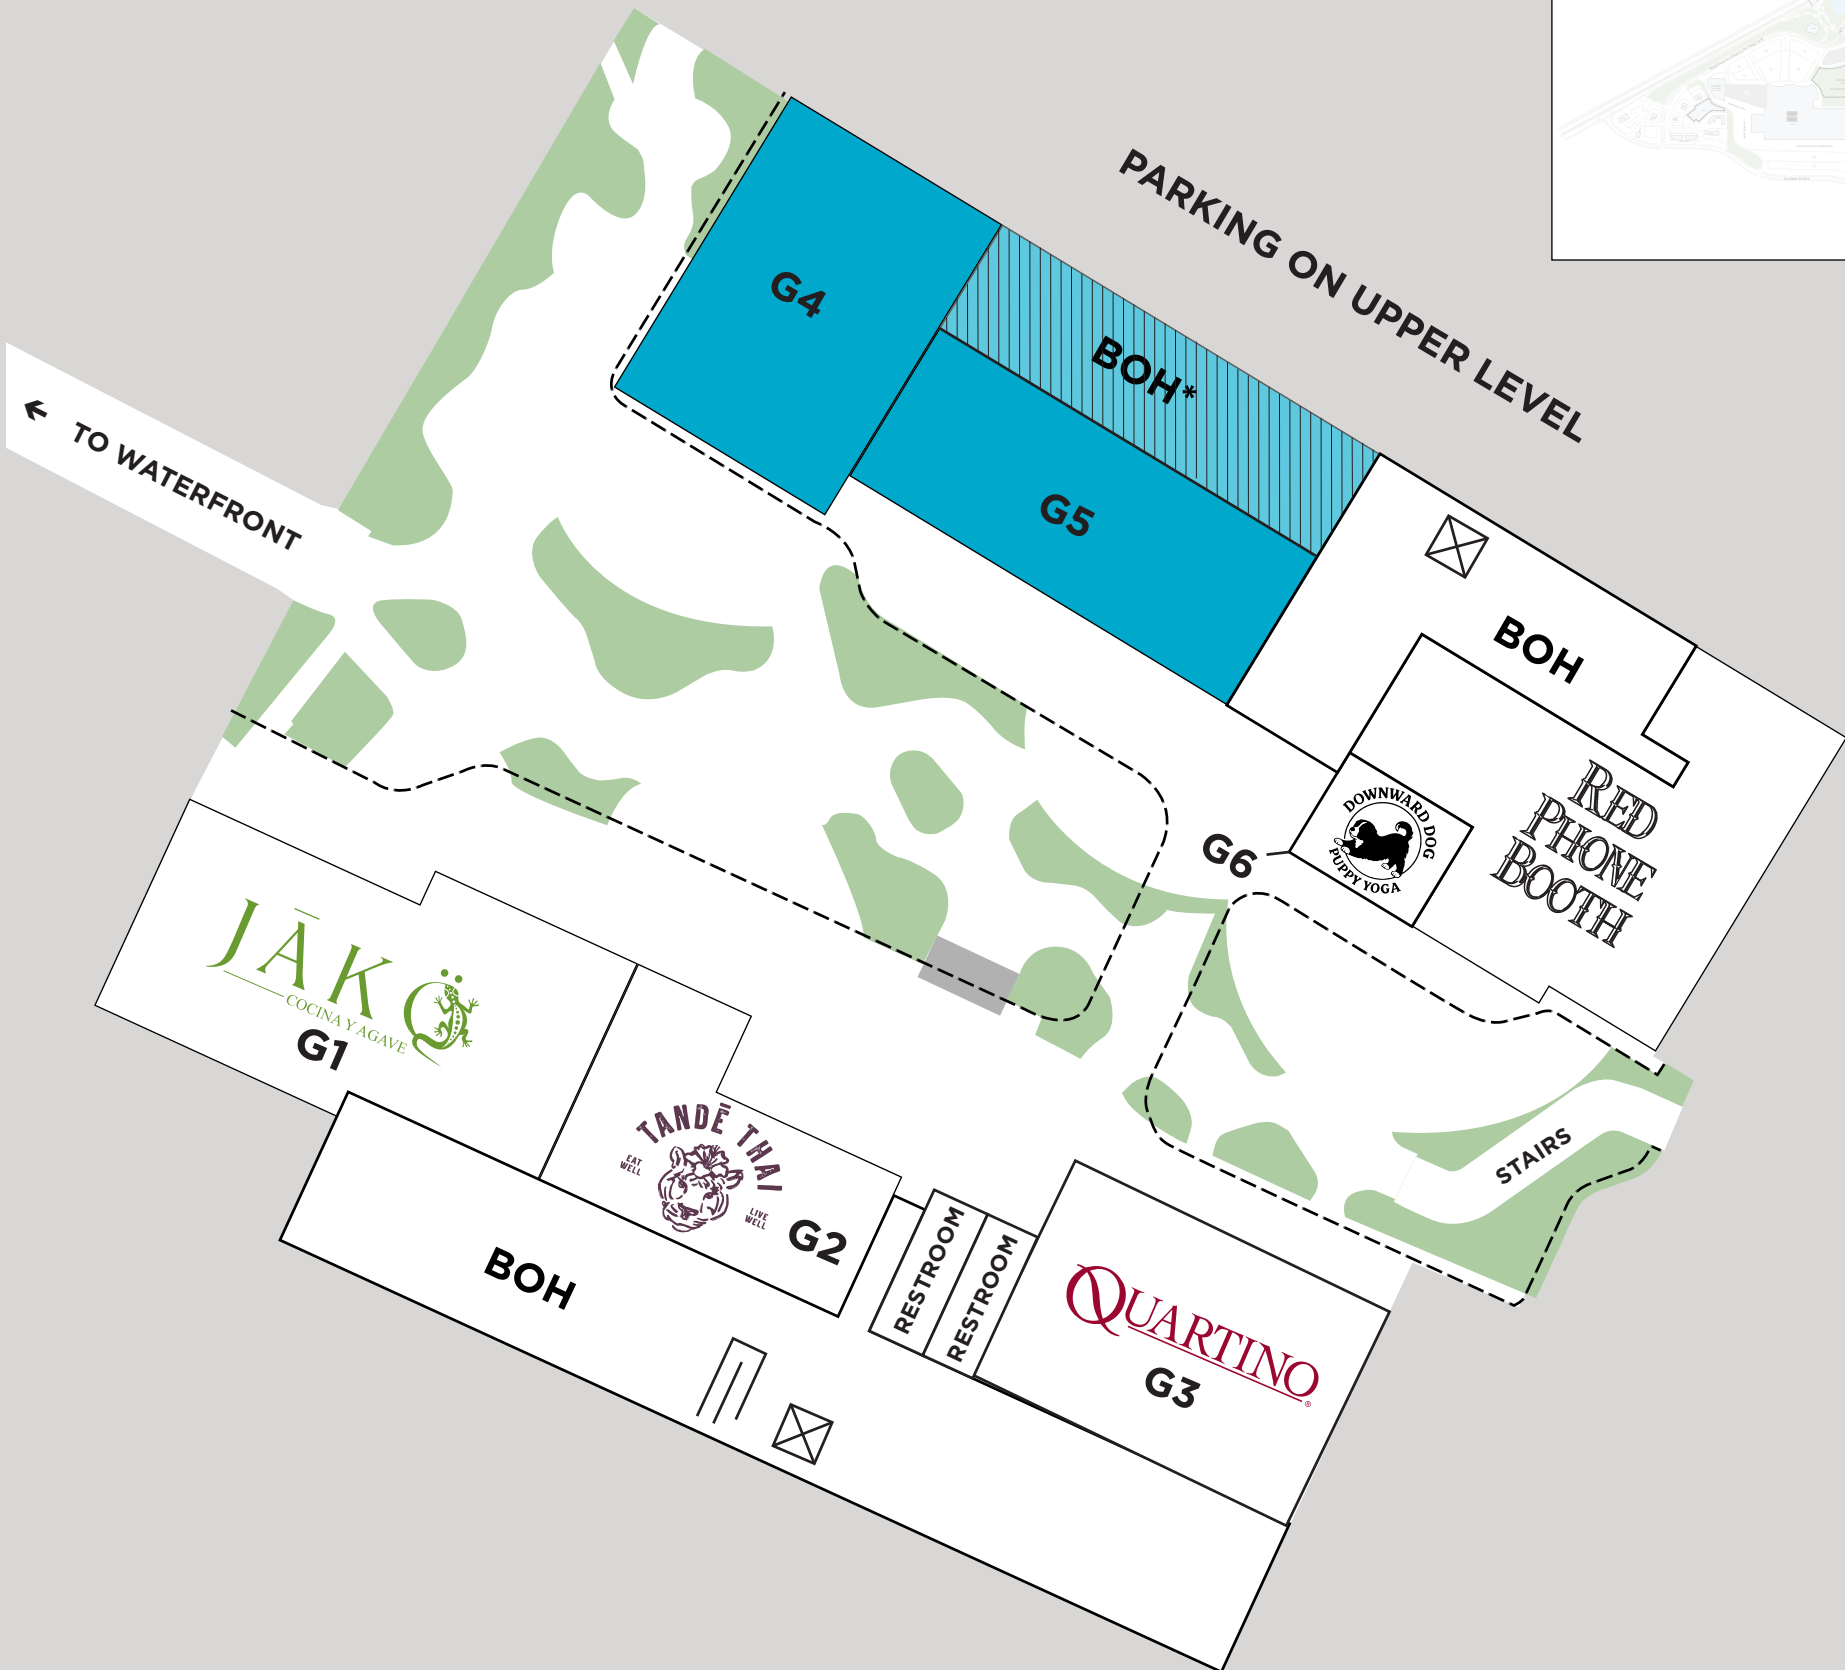 PARKING ON UPPER LEVEL
G4
BOH*
G5
← TO WATERFRONT
BOH
RED
PHONE
BOOTH
DOWNWARD DOG
PUPPY YOGA
G6
JĀKO
COCINA Y AGAVE
G1
TANDĒ THAI
EAT
WELL
LIVE
WELL
G2
STAIRS
RESTROOM
RESTROOM
QUARTINO®
G3
BOH